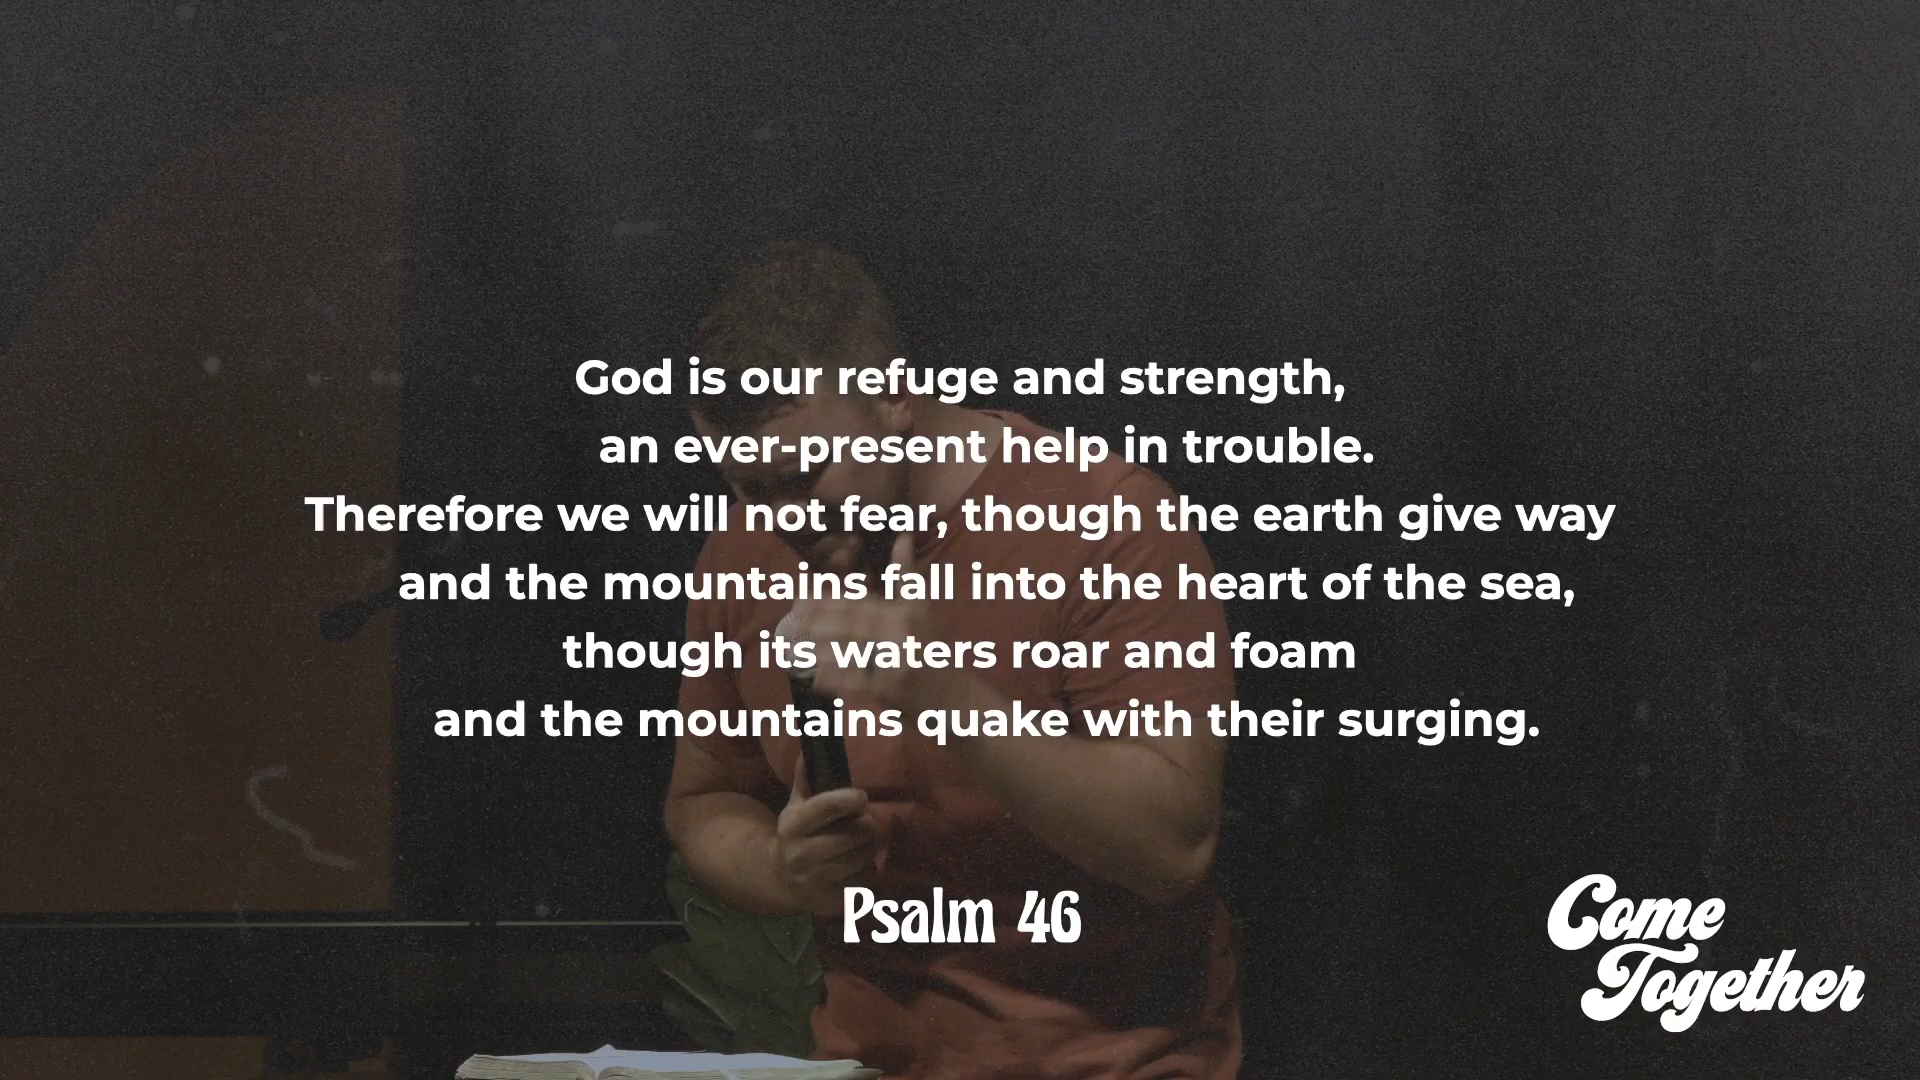 God is our refuge and strength,
an ever-present help in trouble.
Therefore we will not fear, though the earth give way
and the mountains fall into the heart of the sea,
though its waters roar and foam
and the mountains quake with their surging.
Psalm 46
Come
Together